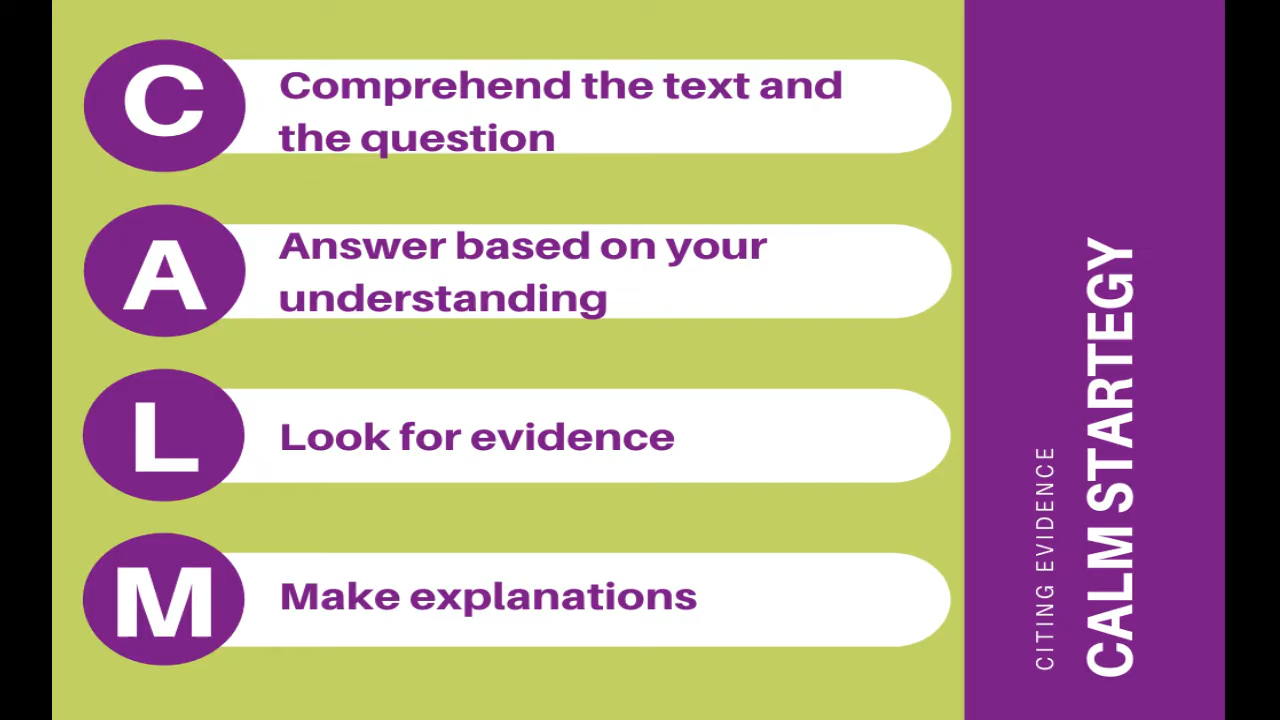 C
Comprehend the text and
the question
A
Answer based on your
understanding
L
Look for evidence
M
Make explanations
CITING EVIDENCE
CALM STARTEGY